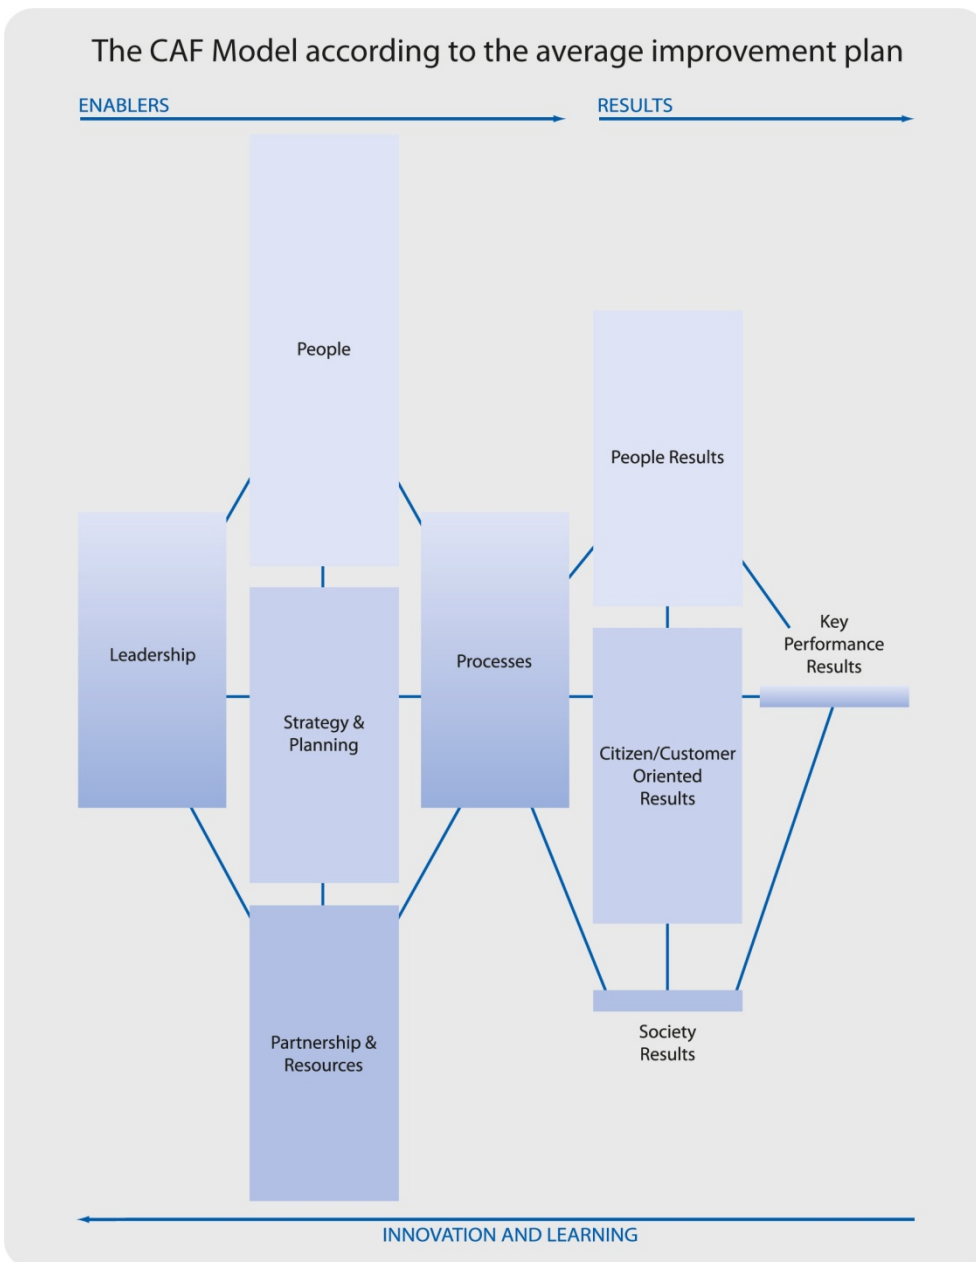 The CAF Model according to the average improvement plan
ENABLERS
RESULTS
People
People Results
Leadership
Processes
Key
Performance
Results
Strategy &
Planning
Citizen/Customer
Oriented
Results
Partnership &
Resources
Society
Results
INNOVATION AND LEARNING